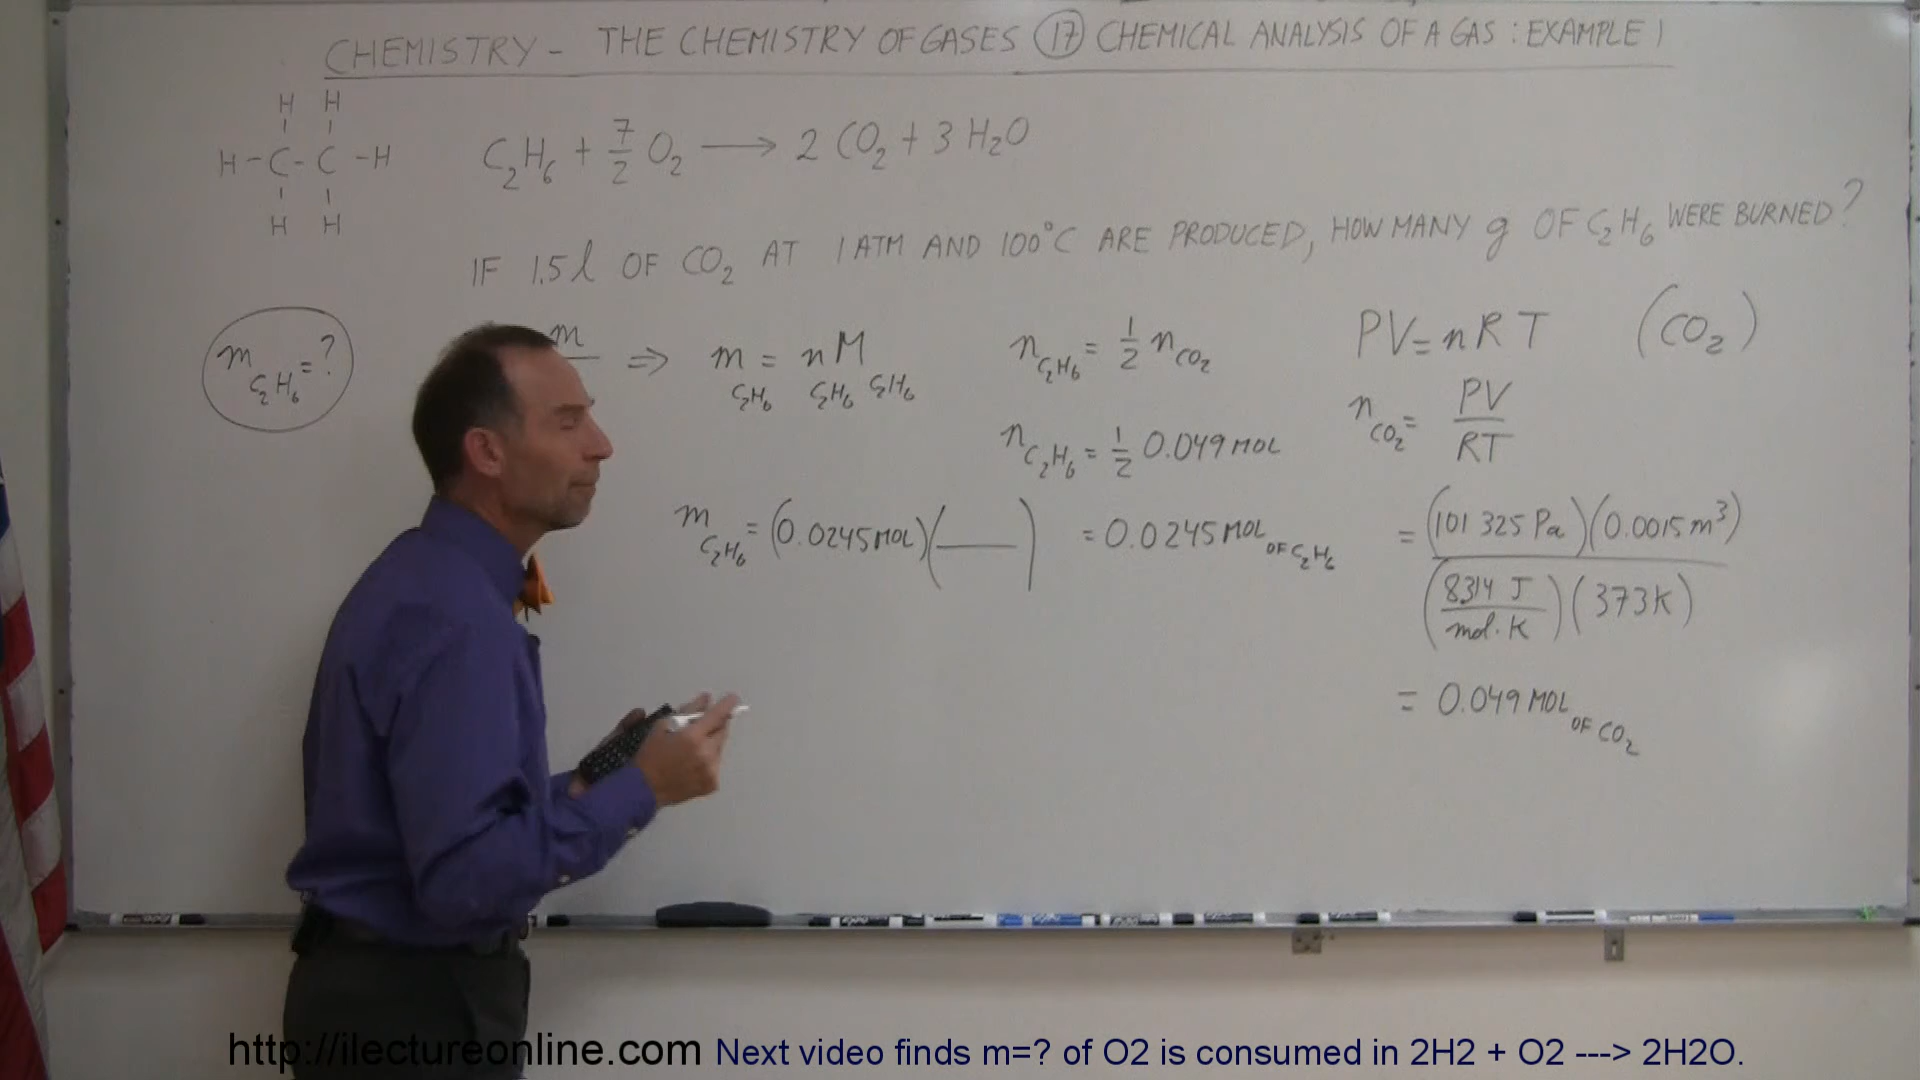 CHEMISTRY - THE CHEMISTRY OF GASES 17 CHEMICAL ANALYSIS OF A GAS : EXAMPLE 1
H H
H - C - C - H
H H
C₂H₆ + 7/2 O₂ → 2 CO₂ + 3 H₂O
IF 1.5 l OF CO₂ AT 1 ATM AND 100°C ARE PRODUCED, HOW MANY g OF C₂H₆ WERE BURNED?
m C₂H₆ = ?
m
⇒ m C₂H₆ = n C₂H₆ M C₂H₆
m C₂H₆ = (0.0245 MOL)(—)
n C₂H₆ = 1/2 n CO₂
n C₂H₆ = 1/2 0.049 MOL
= 0.0245 MOL OF C₂H₆
PV = nRT (CO₂)
n CO₂ = PV/RT
= (101 325 Pa)(0.0015 m³)
(8.314 J/mol·K)(373K)
= 0.049 MOL OF CO₂
http://ilectureonline.com Next video finds m=? of O2 is consumed in 2H2 + O2 ---> 2H2O.